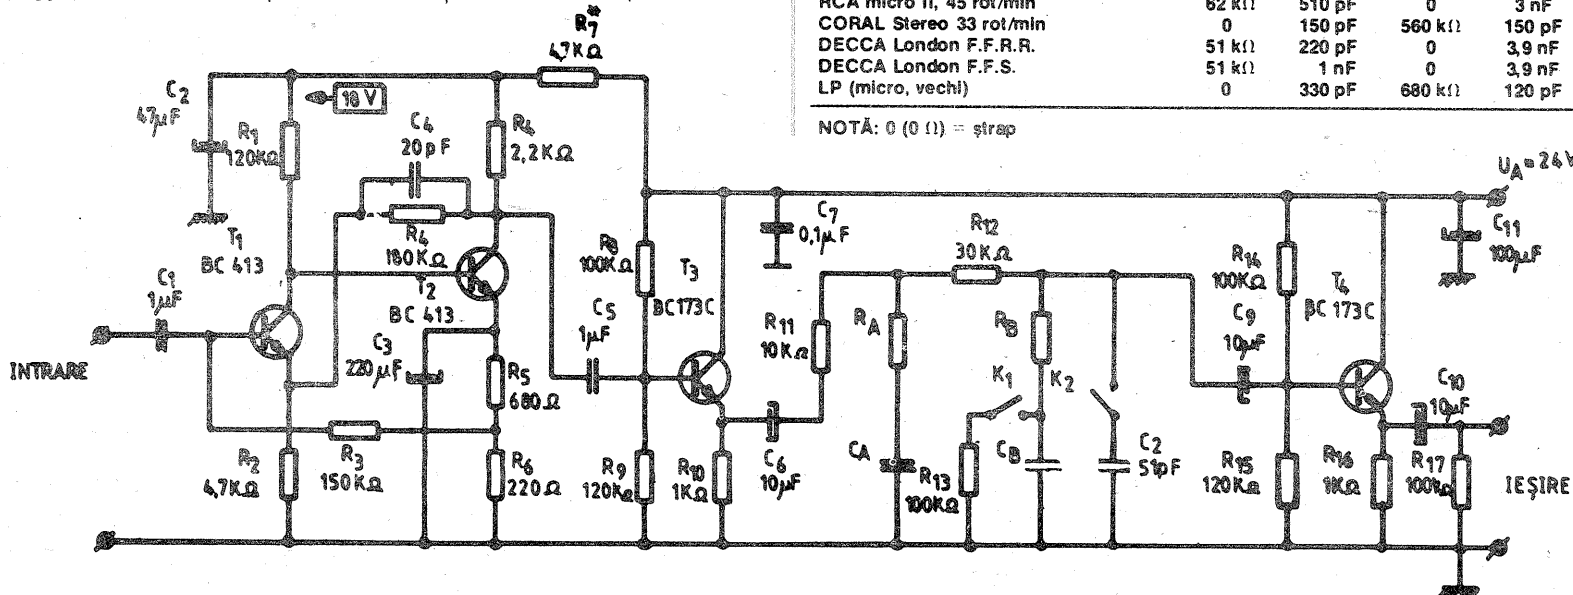 RCA micro II, 45 rot/min 62 kΩ 510 pF 0 3 nF
CORAL Stereo 33 rot/min 0 150 pF 560 kΩ 150 pF
DECCA London F.F.R.R. 51 kΩ 220 pF 0 3,9 nF
DECCA London F.F.S. 51 kΩ 1 nF 0 3,9 nF
LP (micro, vechi) 0 330 pF 680 kΩ 120 pF
NOTĂ: 0 (0 Ω) = ştrap
R7*
4,7KΩ
C2
47µF
18 V
R1
120KΩ
C4
20pF
R4
2,2KΩ
UA=24V
T1
BC 413
R4
180KΩ
T2
BC 413
C1
1µF
INTRARE
C3
220µF
R5
680Ω
R3
150KΩ
R2
4,7KΩ
R6
220Ω
C5
1µF
R8
100KΩ
T3
BC173C
R9
120KΩ
R10
1KΩ
C6
10µF
C7
0,1µF
R11
10KΩ
RA
CA
R12
30KΩ
RB
K1
K2
R13
100KΩ
CB
C2
51pF
R14
100KΩ
C9
10µF
T4
BC 173C
C11
100µF
C10
10µF
R15
120KΩ
R16
1KΩ
R17
100KΩ
IEŞIRE